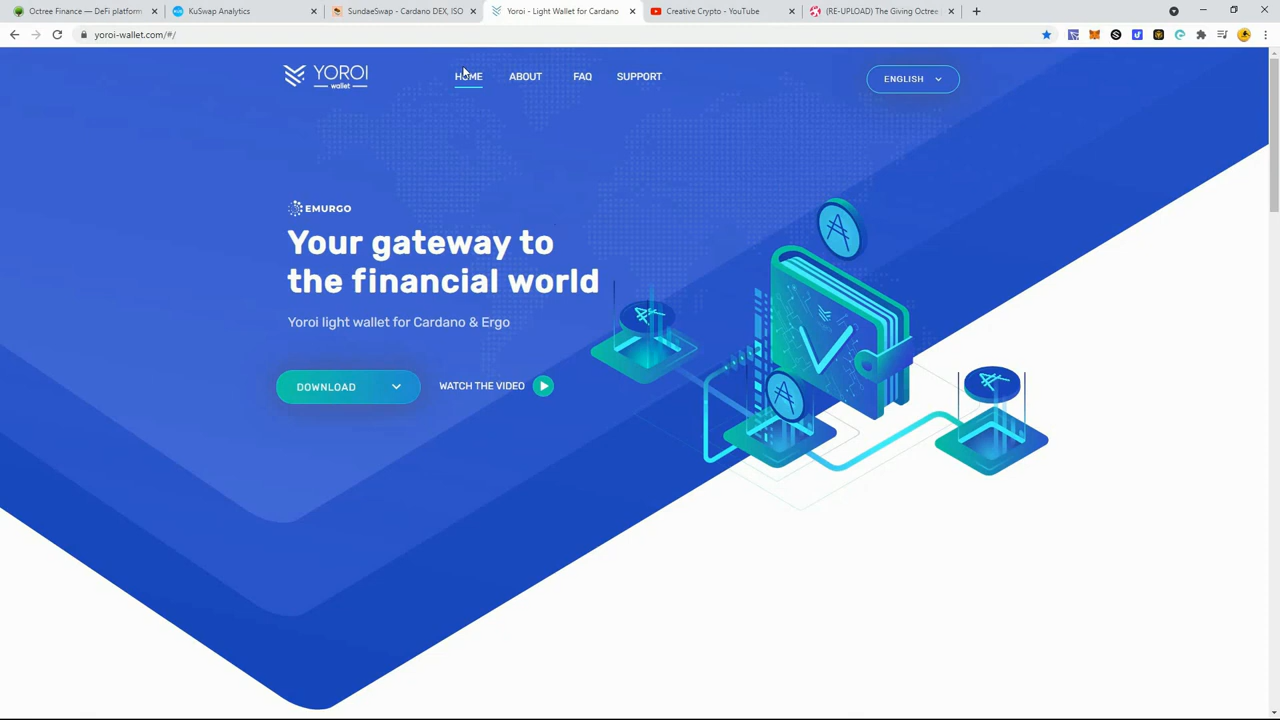 Octree Finance — DeFi platform
KuSwap Analytics
SundaeSwap - Cardano DEX, ISO
Yoroi - Light Wallet for Cardano
Creative Crypto - YouTube
(RE-UPLOAD) The Giving Octree
yoroi-wallet.com/#/
YOROI
wallet
HOME
ABOUT
FAQ
SUPPORT
ENGLISH
EMURGO
Your gateway to
the financial world
Yoroi light wallet for Cardano & Ergo
DOWNLOAD
WATCH THE VIDEO